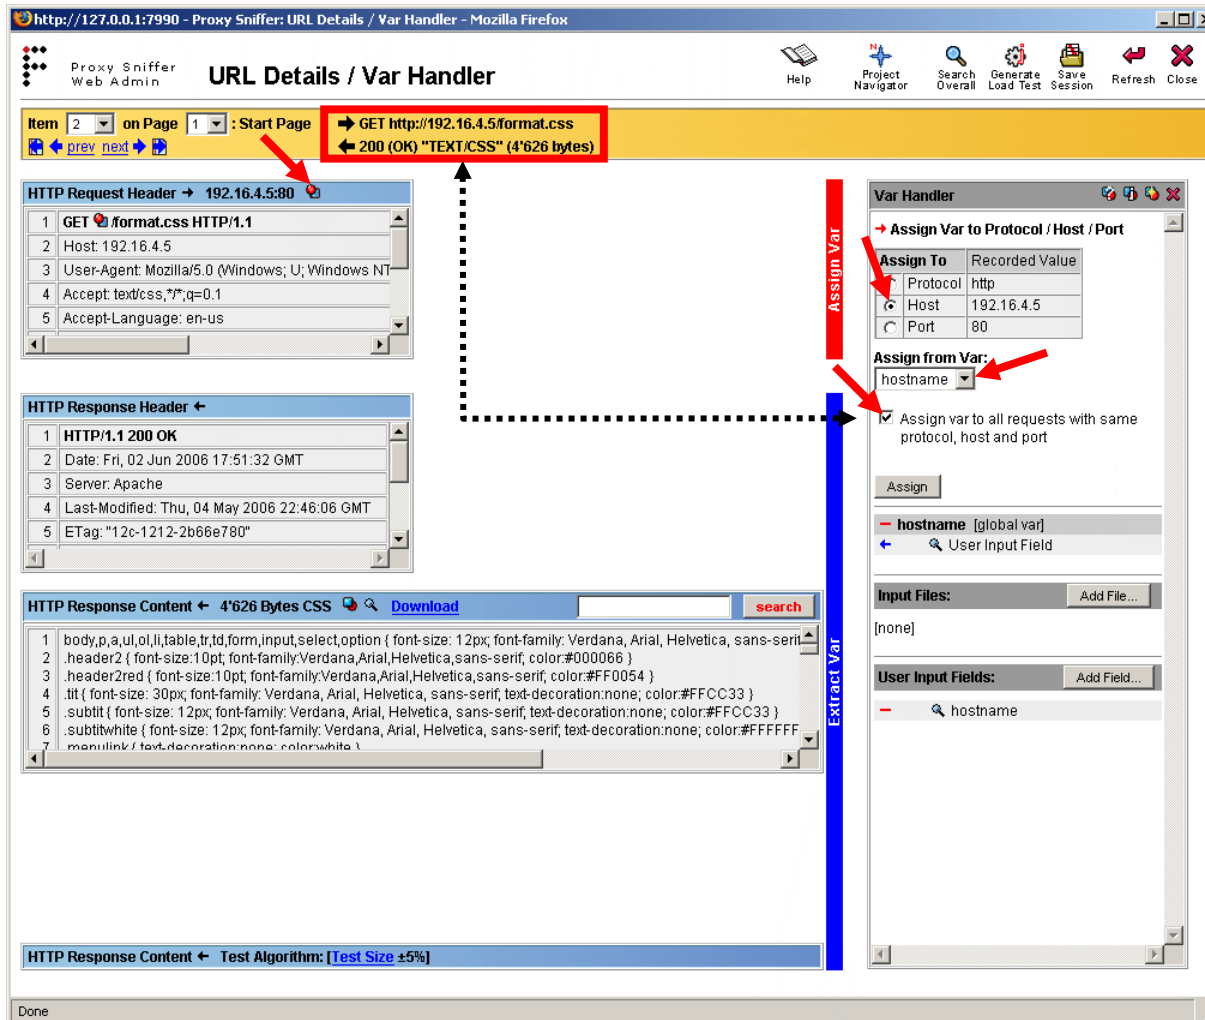 http://127.0.0.1:7990 - Proxy Sniffer: URL Details / Var Handler - Mozilla Firefox
Proxy Sniffer
Web Admin
URL Details / Var Handler
Help
Project
Navigator
Search
Overall
Generate
Load Test
Save
Session
Refresh
Close
Item 2 on Page 1 : Start Page
prev next
→ GET http://192.16.4.5/format.css
← 200 (OK) "TEXT/CSS" (4'626 bytes)
HTTP Request Header → 192.16.4.5:80
1 GET /format.css HTTP/1.1
2 Host: 192.16.4.5
3 User-Agent: Mozilla/5.0 (Windows; U; Windows NT
4 Accept: text/css,*/*;q=0.1
5 Accept-Language: en-us
HTTP Response Header ←
1 HTTP/1.1 200 OK
2 Date: Fri, 02 Jun 2006 17:51:32 GMT
3 Server: Apache
4 Last-Modified: Thu, 04 May 2006 22:46:06 GMT
5 ETag: "12c-1212-2b66e780"
HTTP Response Content ← 4'626 Bytes CSS Download search
1 body,p,a,ul,ol,li,table,tr,td,form,input,select,option { font-size: 12px; font-family: Verdana, Arial, Helvetica, sans-serif
2 .header2 { font-size:10pt; font-family:Verdana,Arial,Helvetica,sans-serif; color:#000066 }
3 .header2red { font-size:10pt; font-family:Verdana,Arial,Helvetica,sans-serif; color:#FF0054 }
4 .tit { font-size: 30px; font-family: Verdana, Arial, Helvetica, sans-serif; text-decoration:none; color:#FFCC33 }
5 .subtit { font-size: 12px; font-family: Verdana, Arial, Helvetica, sans-serif; text-decoration:none; color:#FFCC33 }
6 .subtitwhite { font-size: 12px; font-family: Verdana, Arial, Helvetica, sans-serif; text-decoration:none; color:#FFFFFF
7 .menulink { text-decoration:none; color:white }
HTTP Response Content ← Test Algorithm: [Test Size ±5%]
Assign Var
Extract Var
Var Handler
→ Assign Var to Protocol / Host / Port
Assign To Recorded Value
Protocol http
Host 192.16.4.5
Port 80
Assign from Var:
hostname
Assign var to all requests with same
protocol, host and port
Assign
hostname [global var]
User Input Field
Input Files: Add File...
[none]
User Input Fields: Add Field...
hostname
Done